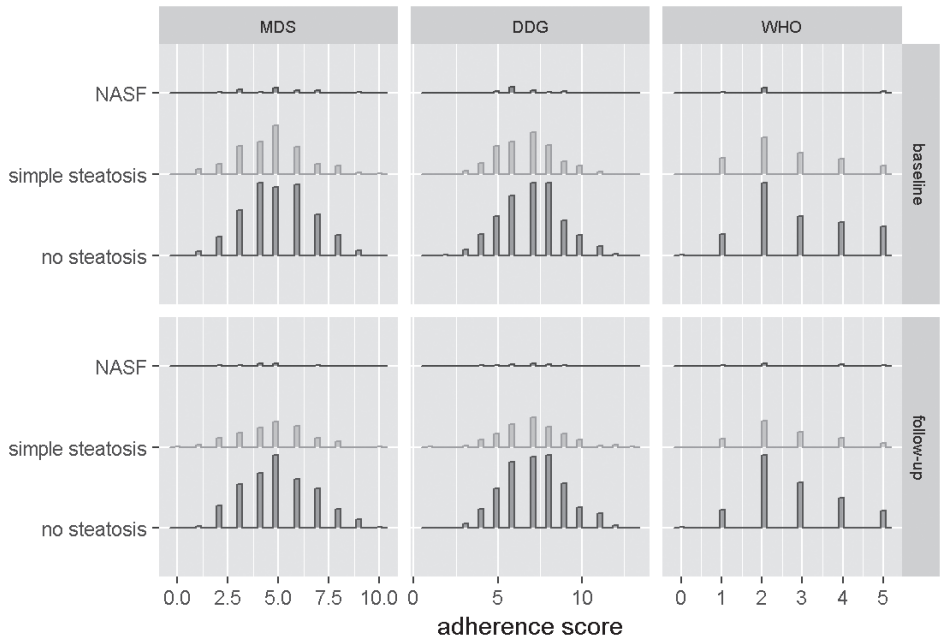 MDS DDG WHO
NASF
simple steatosis
no steatosis
baseline
NASF
simple steatosis
no steatosis
follow-up
0.0 2.5 5.0 7.5 10.0 0 5 10 0 1 2 3 4 5
adherence score